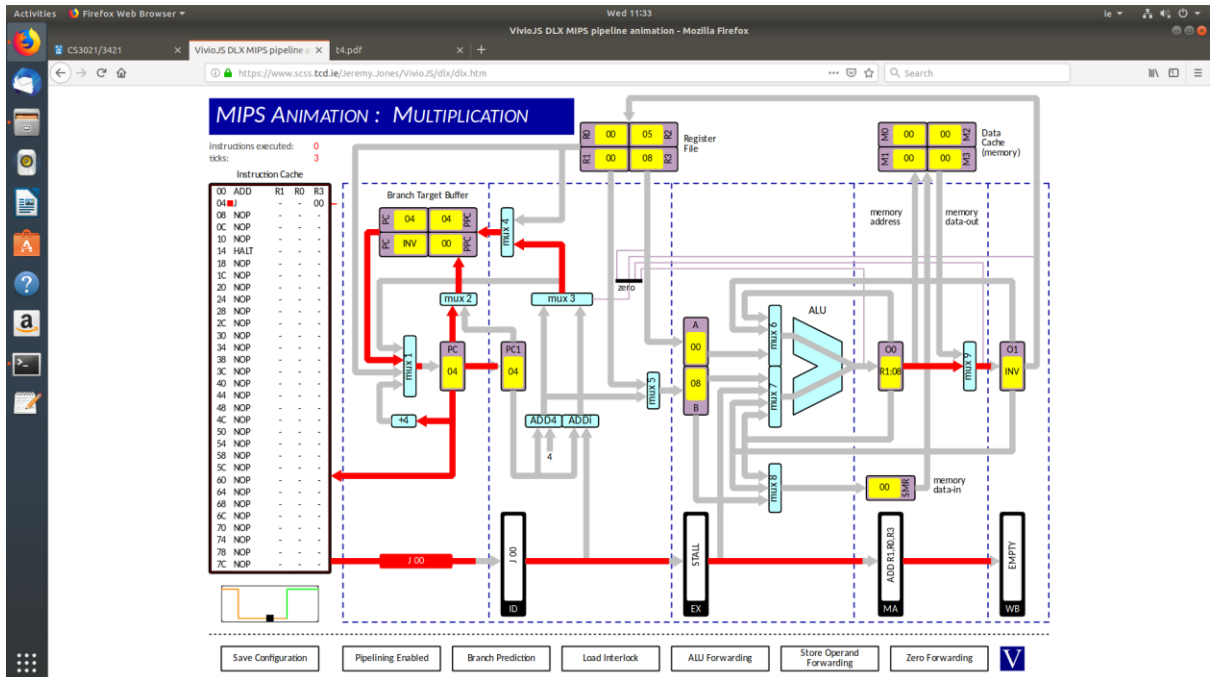 Activities Firefox Web Browser Wed 11:33 ie
VivioJS DLX MIPS pipeline animation - Mozilla Firefox
CS3021/3421 VivioJS DLX MIPS pipeline a t4.pdf
https://www.scss.tcd.ie/Jeremy.Jones/VivioJS/dlx/dlx.htm Search
MIPS ANIMATION : MULTIPLICATION
instructions executed: 0
ticks: 3
Instruction Cache
00 ADD R1 R0 R3
04 J - - 00
08 NOP - - -
0C NOP - - -
10 NOP - - -
14 HALT - - -
18 NOP - - -
1C NOP - - -
20 NOP - - -
24 NOP - - -
28 NOP - - -
2C NOP - - -
30 NOP - - -
34 NOP - - -
38 NOP - - -
3C NOP - - -
40 NOP - - -
44 NOP - - -
48 NOP - - -
4C NOP - - -
50 NOP - - -
54 NOP - - -
58 NOP - - -
5C NOP - - -
60 NOP - - -
64 NOP - - -
68 NOP - - -
6C NOP - - -
70 NOP - - -
74 NOP - - -
78 NOP - - -
7C NOP - - -
Branch Target Buffer
PC 04 04 PPC
PC INV 00 PPC
mux 4
R0 00 05 R2
R1 00 08 R3
Register
File
M0 00 00 M2
M1 00 00 M3
Data
Cache
(memory)
memory
address
memory
data-out
zero
mux 2
mux 3
mux 1
PC
04
PC1
04
+4
ADD4 ADDi
4
mux 5
A
00
08
B
mux 6
mux 7
ALU
mux 8
O0
R1:08
mux 9
O1
INV
00 SMR
memory
data-in
J 00
J 00
ID
STALL
EX
ADD R1,R0,R3
MA
EMPTY
WB
Save Configuration
Pipelining Enabled
Branch Prediction
Load Interlock
ALU Forwarding
Store Operand
Forwarding
Zero Forwarding
V